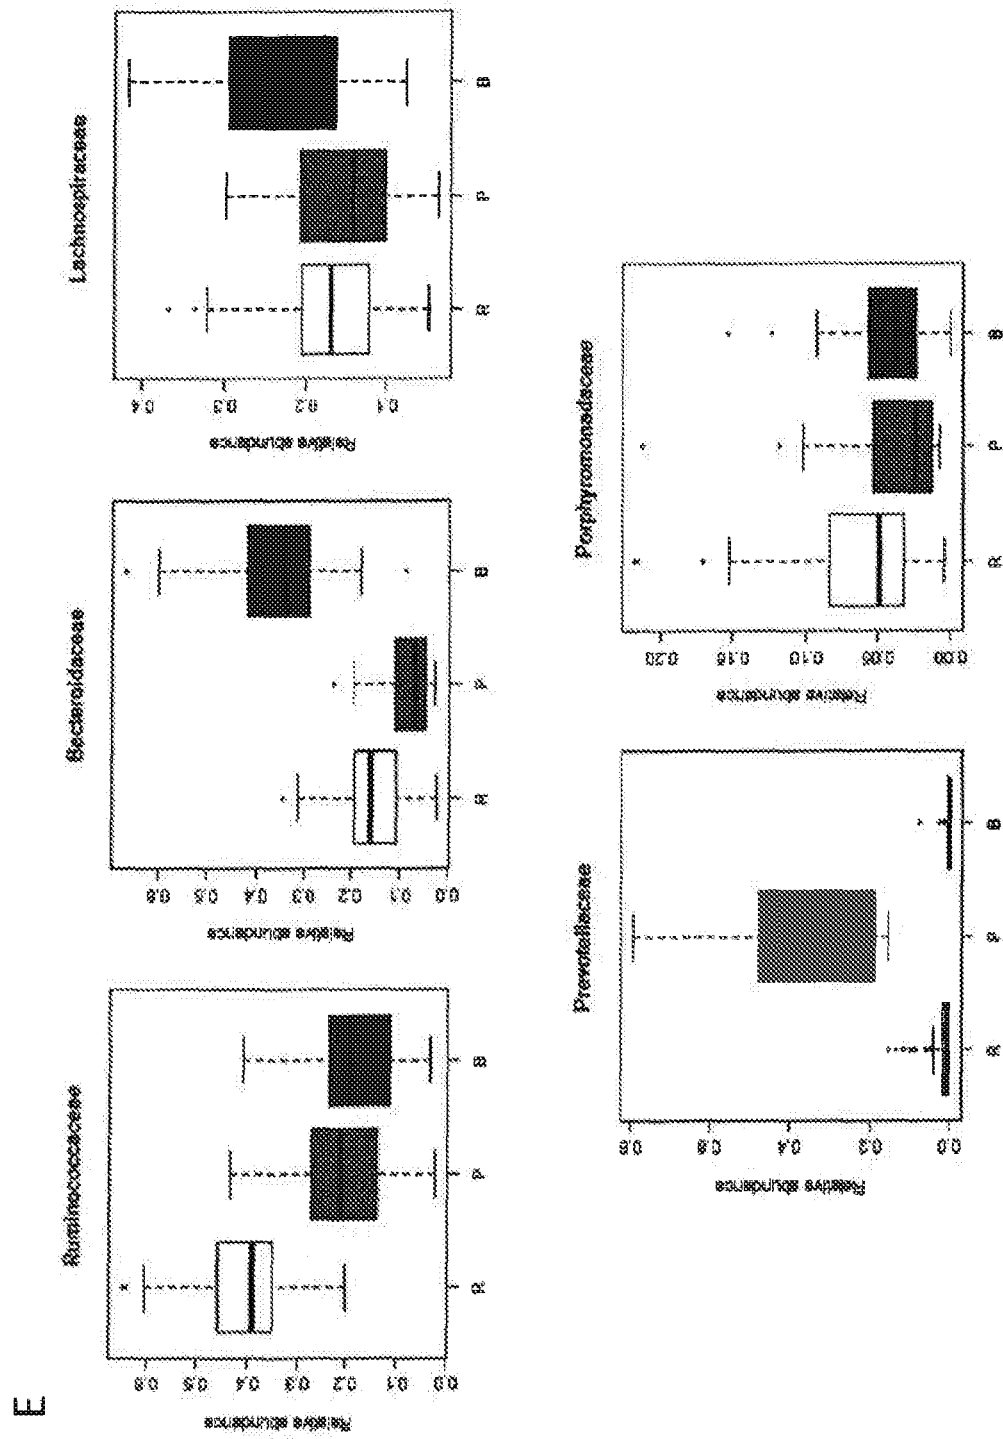 E
Ruminococcaceae
Relative abundance
0.6
0.5
0.4
0.3
0.2
0.1
0.0
R P B
Bacteroidaceae
Relative abundance
0.6
0.5
0.4
0.3
0.2
0.1
0.0
R P B
Lachnospiraceae
Relative abundance
0.4
0.3
0.2
0.1
R P B
Prevotellaceae
Relative abundance
0.8
0.6
0.4
0.2
0.0
R P B
Porphyromonadaceae
Relative abundance
0.20
0.15
0.10
0.05
0.00
R P B